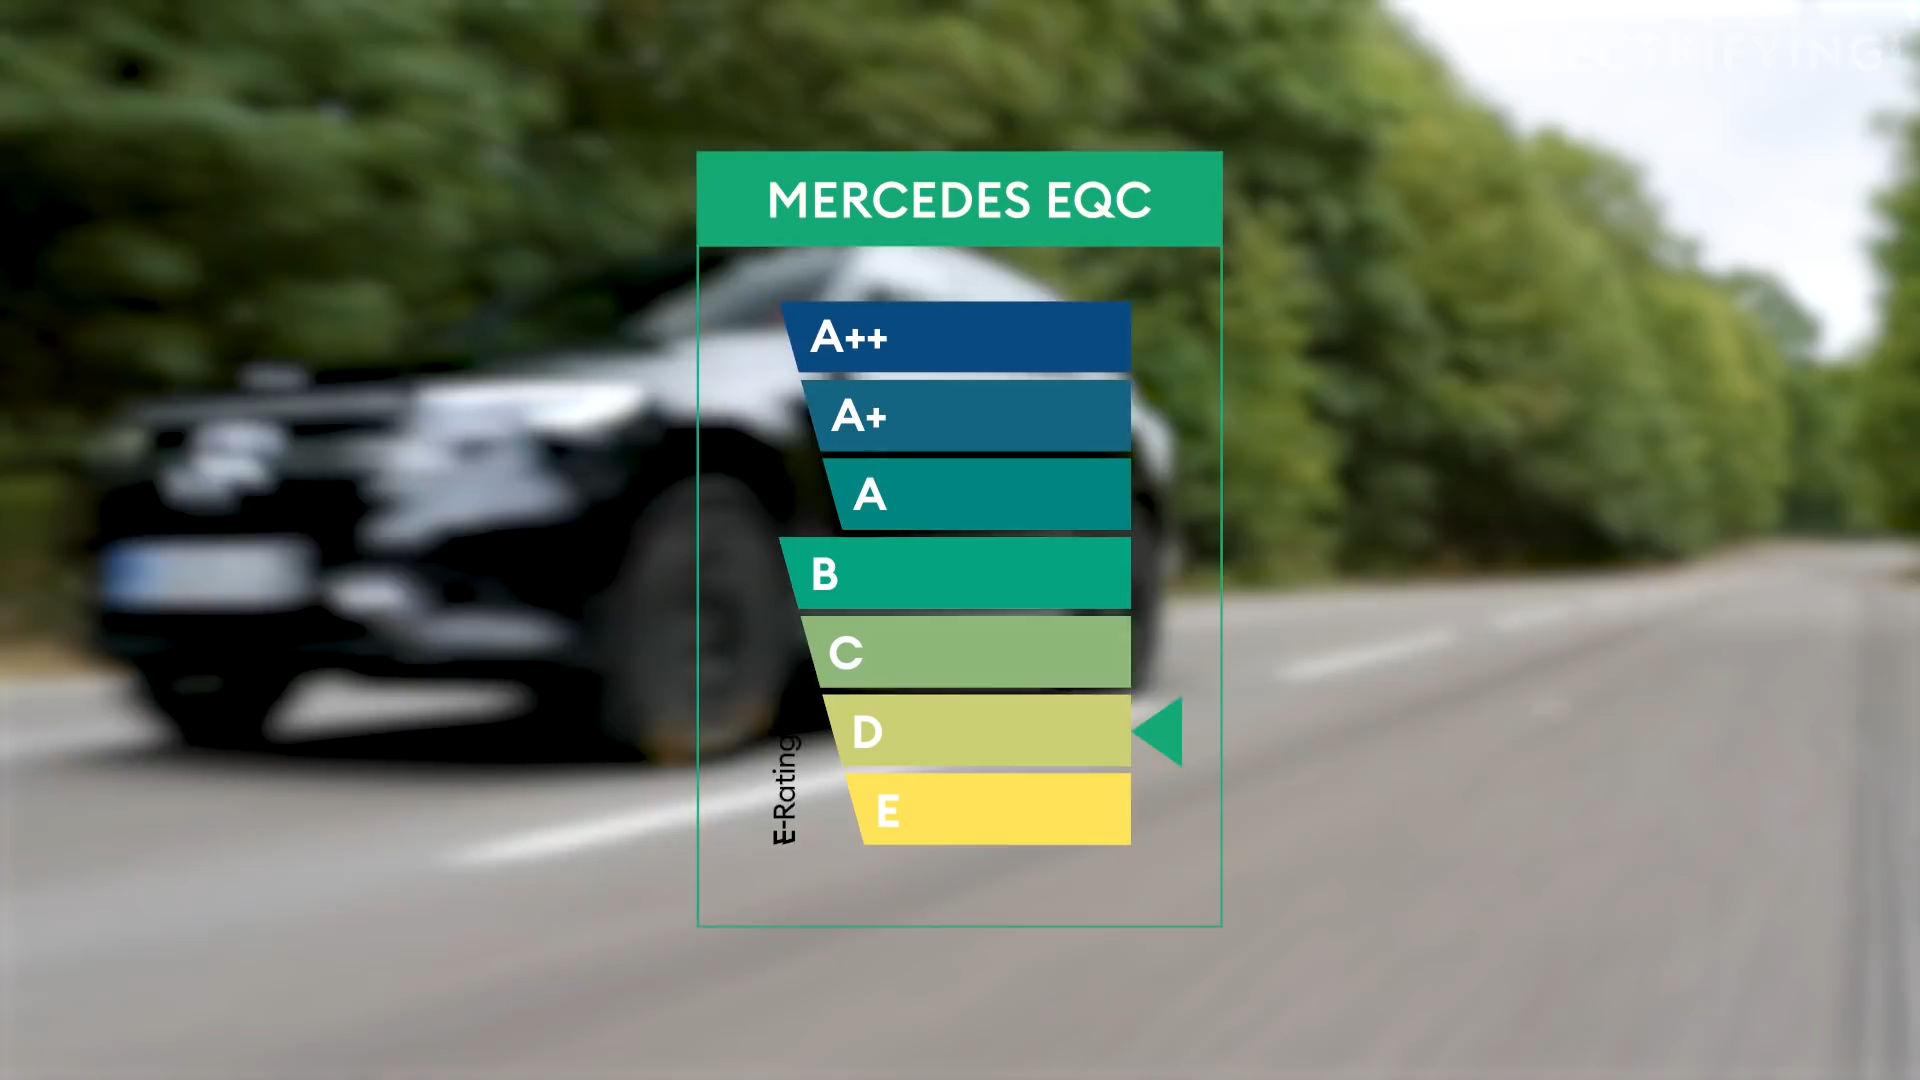 MERCEDES EQC
A++
A+
A
B
C
D
E
E-Rating